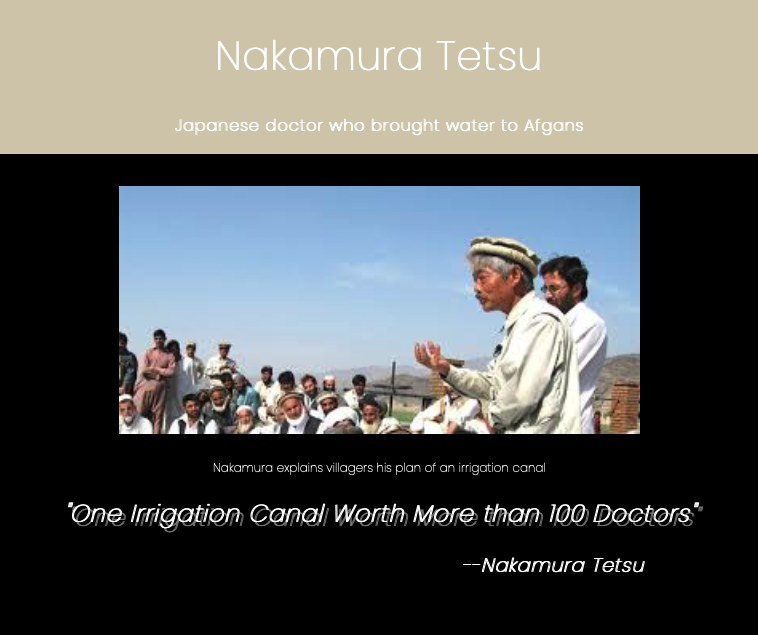 Nakamura Tetsu
Japanese doctor who brought water to Afgans
Nakamura explains villagers his plan of an irrigation canal
"One Irrigation Canal Worth More than 100 Doctors"
--Nakamura Tetsu